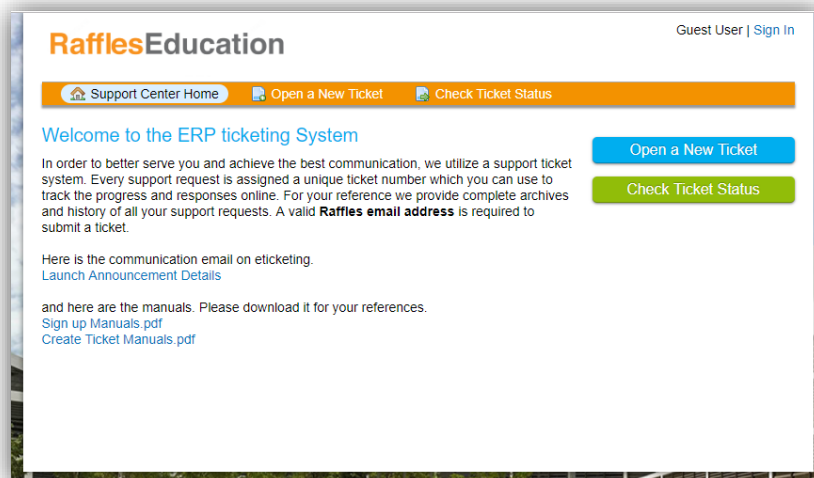 RafflesEducation
Guest User | Sign In
Support Center Home
Open a New Ticket
Check Ticket Status
Welcome to the ERP ticketing System
In order to better serve you and achieve the best communication, we utilize a support ticket
system. Every support request is assigned a unique ticket number which you can use to
track the progress and responses online. For your reference we provide complete archives
and history of all your support requests. A valid Raffles email address is required to
submit a ticket.
Here is the communication email on eticketing.
Launch Announcement Details
and here are the manuals. Please download it for your references.
Sign up Manuals.pdf
Create Ticket Manuals.pdf
Open a New Ticket
Check Ticket Status